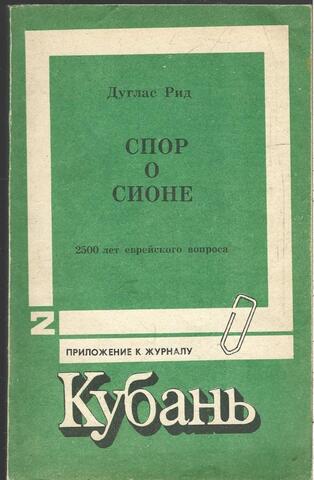 Дуглас Рид
СПОР
О
СИОНЕ
2500 лет еврейского вопроса
2
ПРИЛОЖЕНИЕ К ЖУРНАЛУ
Кубань